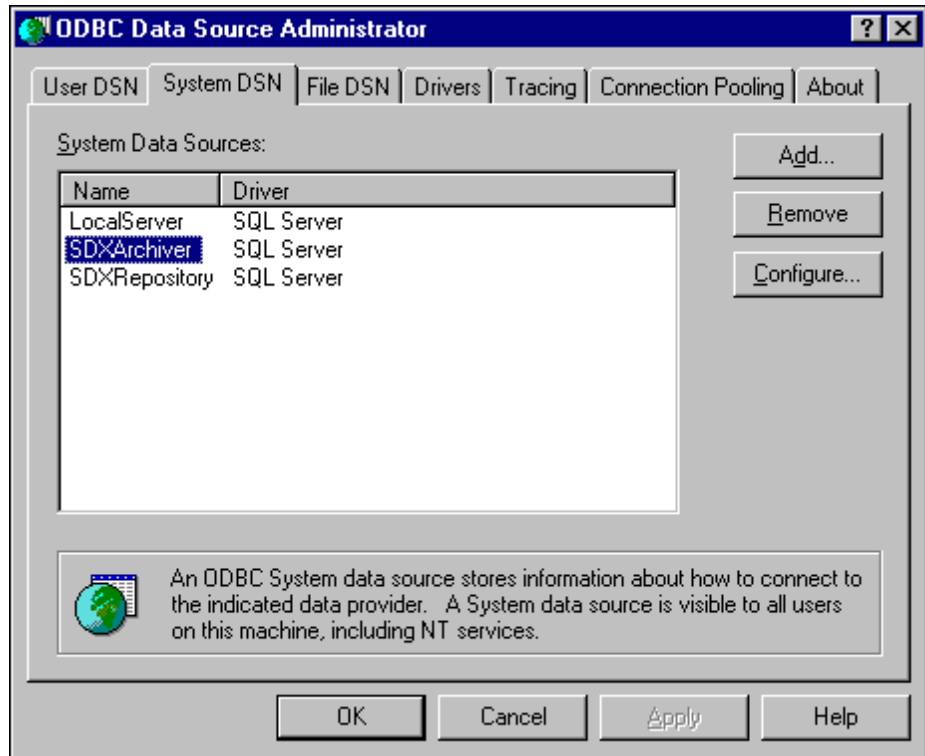 ODBC Data Source Administrator
User DSN System DSN File DSN Drivers Tracing Connection Pooling About
System Data Sources:
Name Driver
LocalServer SQL Server
SDXArchiver SQL Server
SDXRepository SQL Server
Add...
Remove
Configure...
An ODBC System data source stores information about how to connect to
the indicated data provider. A System data source is visible to all users
on this machine, including NT services.
OK Cancel Apply Help